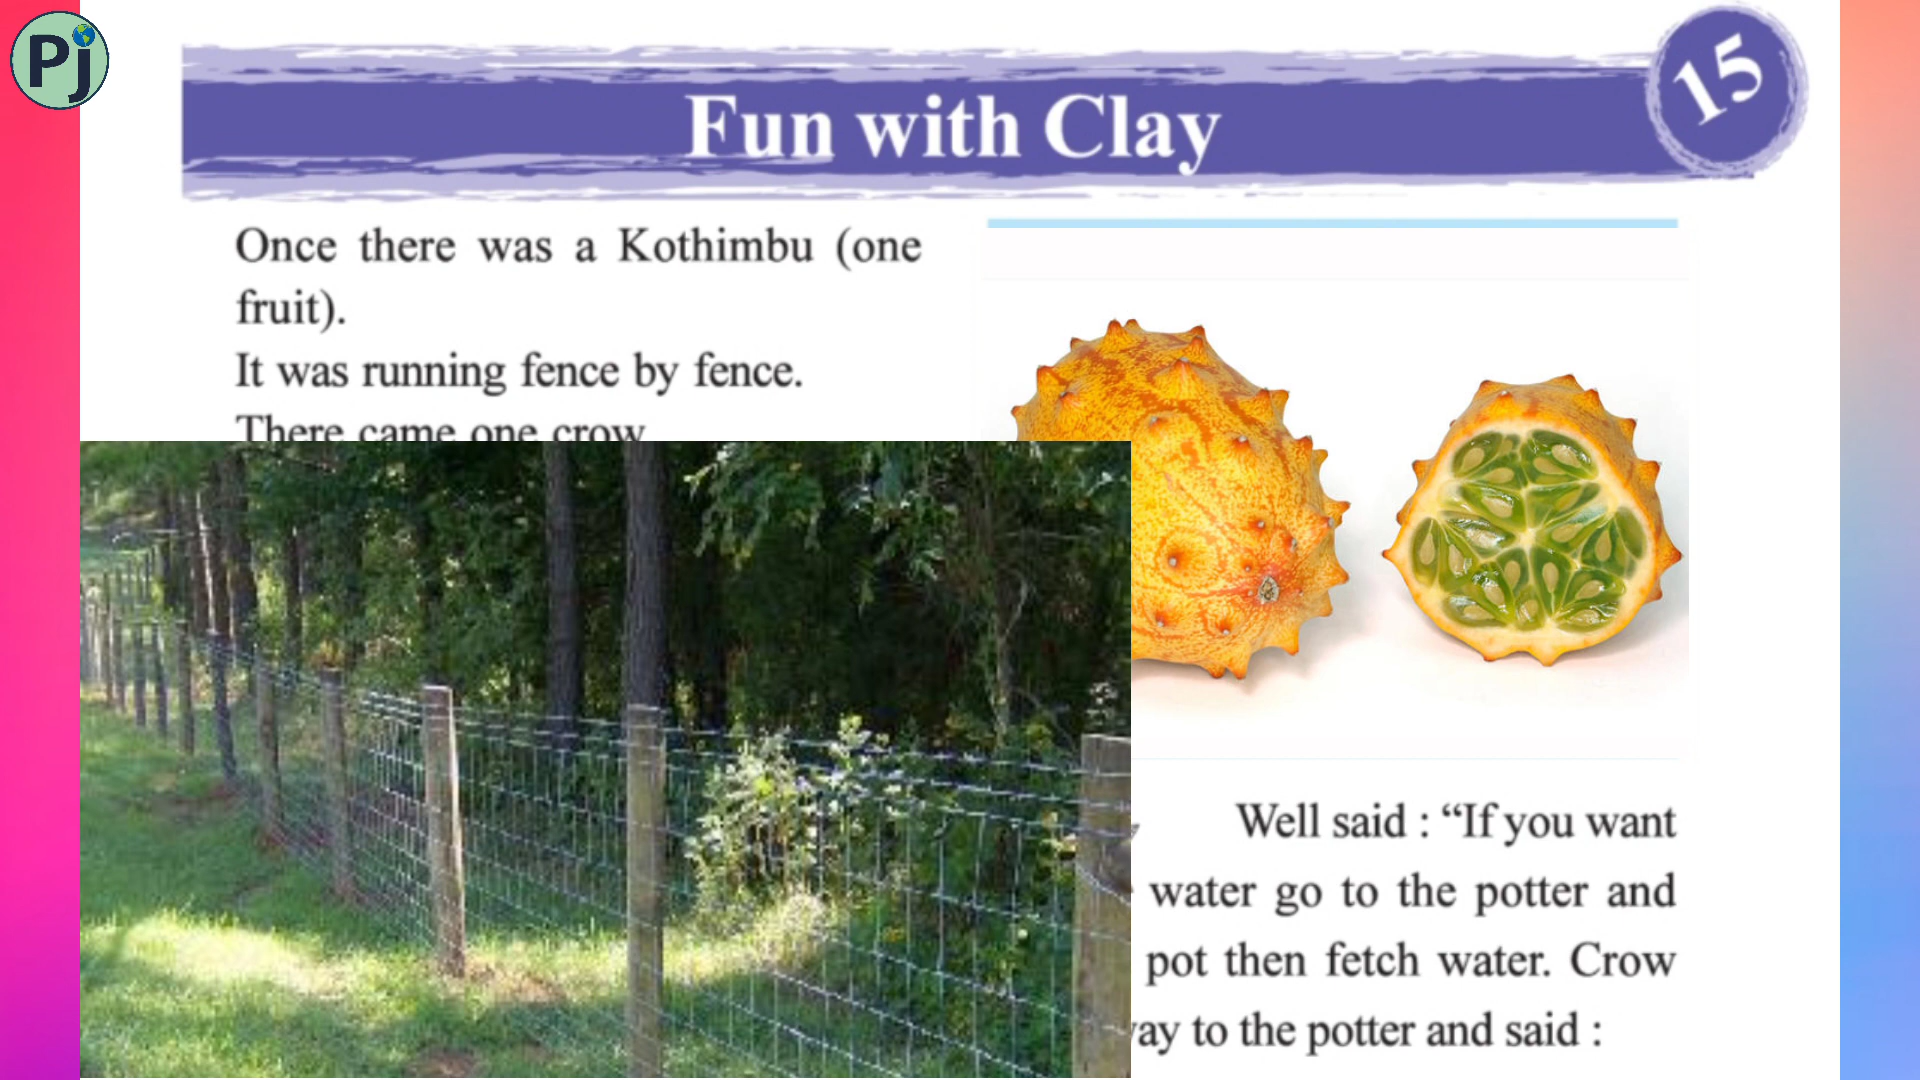 Pj
Fun with Clay
15
Once there was a Kothimbu (one
fruit).
It was running fence by fence.
There came one crow
Well said : “If you want
water go to the potter and
pot then fetch water. Crow
to the potter and said :